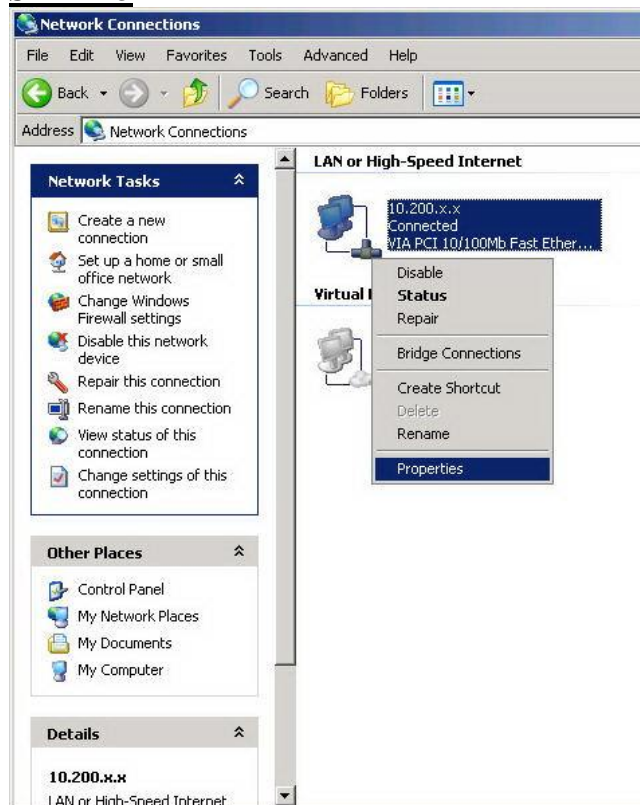 Network Connections
File Edit View Favorites Tools Advanced Help
Back Search Folders
Address Network Connections
Network Tasks
Create a new
connection
Set up a home or small
office network
Change Windows
Firewall settings
Disable this network
device
Repair this connection
Rename this connection
View status of this
connection
Change settings of this
connection
Other Places
Control Panel
My Network Places
My Documents
My Computer
Details
10.200.x.x
LAN or High-Speed Internet
LAN or High-Speed Internet
10.200.x.x
Connected
VIA PCI 10/100Mb Fast Ether...
Virtual
Disable
Status
Repair
Bridge Connections
Create Shortcut
Delete
Rename
Properties